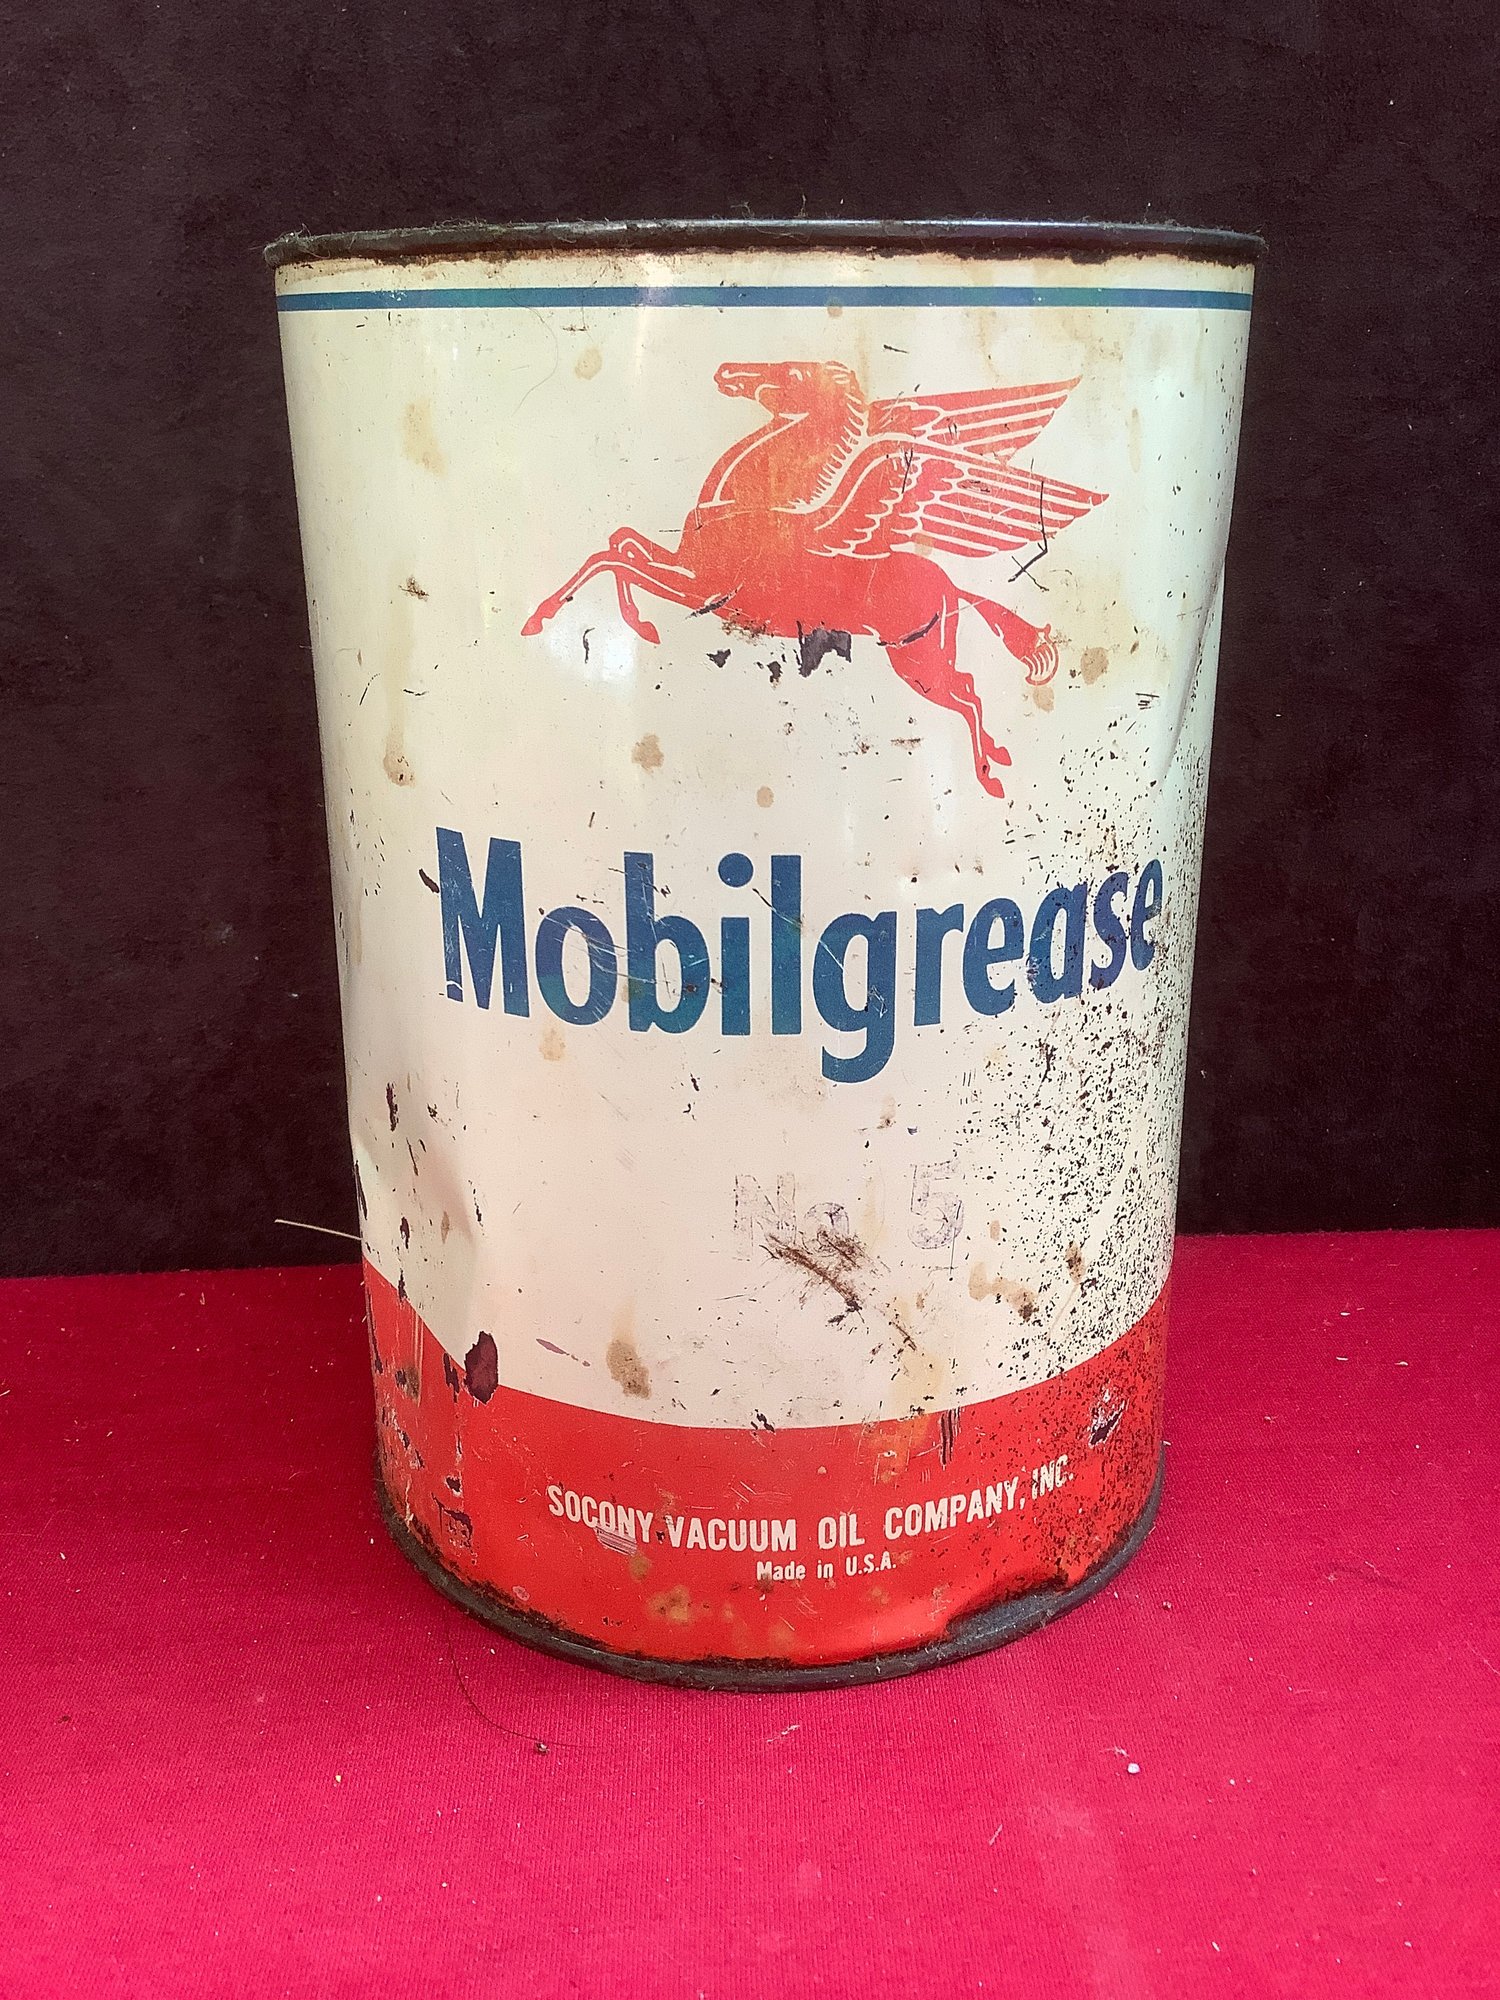 Mobilgrease
No 5
SOCONY-VACUUM OIL COMPANY, INC.
Made in U.S.A.